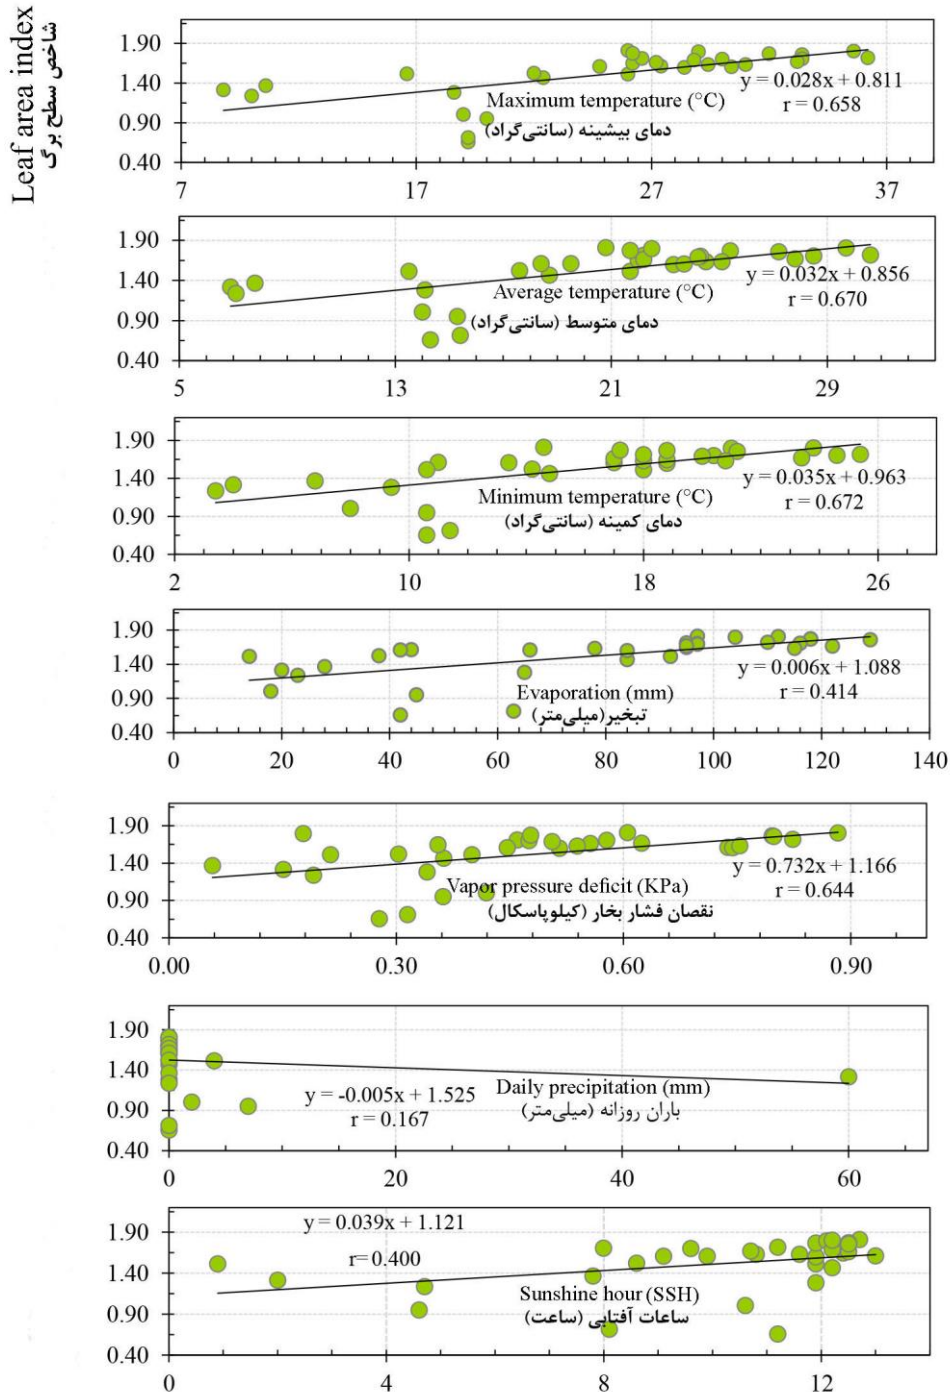 Leaf area index
شاخص سطح برگ
1.90
1.40
0.90
0.40
Maximum temperature (°C)
دمای بیشینه (سانتی‌گراد)
y = 0.028x + 0.811
r = 0.658
7 17 27 37
1.90
1.40
0.90
0.40
Average temperature (°C)
دمای متوسط (سانتی‌گراد)
y = 0.032x + 0.856
r = 0.670
5 13 21 29
1.90
1.40
0.90
0.40
Minimum temperature (°C)
دمای کمینه (سانتی‌گراد)
y = 0.035x + 0.963
r = 0.672
2 10 18 26
1.90
1.40
0.90
0.40
Evaporation (mm)
تبخیر(میلی‌متر)
y = 0.006x + 1.088
r = 0.414
0 20 40 60 80 100 120 140
1.90
1.40
0.90
0.40
Vapor pressure deficit (KPa)
نقصان فشار بخار (کیلوپاسکال)
y = 0.732x + 1.166
r = 0.644
0.00 0.30 0.60 0.90
1.90
1.40
0.90
0.40
Daily precipitation (mm)
باران روزانه (میلی‌متر)
y = -0.005x + 1.525
r = 0.167
0 20 40 60
1.90
1.40
0.90
0.40
y = 0.039x + 1.121
r= 0.400
Sunshine hour (SSH)
ساعات آفتابی (ساعت)
0 4 8 12